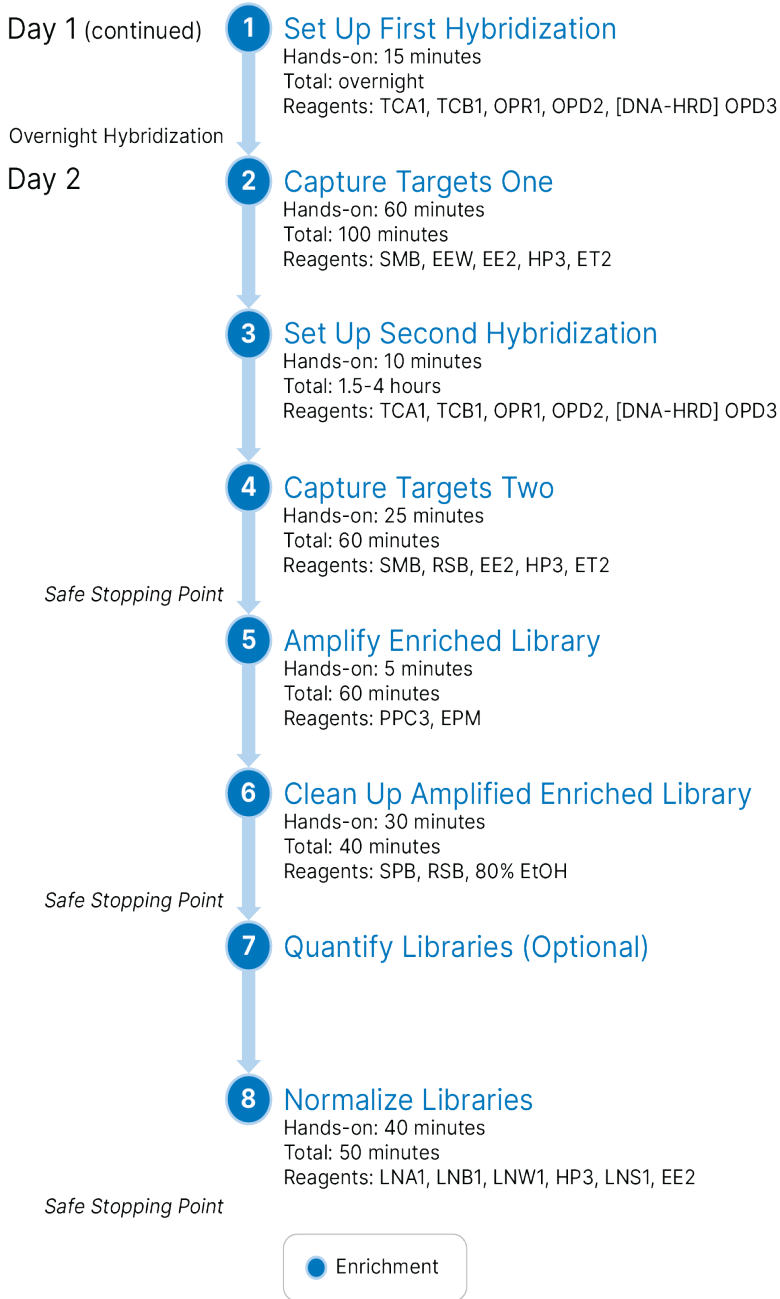 Day 1 (continued)
1
Set Up First Hybridization
Hands-on: 15 minutes
Total: overnight
Reagents: TCA1, TCB1, OPR1, OPD2, [DNA-HRD] OPD3
Overnight Hybridization
Day 2
2
Capture Targets One
Hands-on: 60 minutes
Total: 100 minutes
Reagents: SMB, EEW, EE2, HP3, ET2
3
Set Up Second Hybridization
Hands-on: 10 minutes
Total: 1.5-4 hours
Reagents: TCA1, TCB1, OPR1, OPD2, [DNA-HRD] OPD3
4
Capture Targets Two
Hands-on: 25 minutes
Total: 60 minutes
Reagents: SMB, RSB, EE2, HP3, ET2
Safe Stopping Point
5
Amplify Enriched Library
Hands-on: 5 minutes
Total: 60 minutes
Reagents: PPC3, EPM
6
Clean Up Amplified Enriched Library
Hands-on: 30 minutes
Total: 40 minutes
Reagents: SPB, RSB, 80% EtOH
Safe Stopping Point
7
Quantify Libraries (Optional)
8
Normalize Libraries
Hands-on: 40 minutes
Total: 50 minutes
Reagents: LNA1, LNB1, LNW1, HP3, LNS1, EE2
Safe Stopping Point
Enrichment